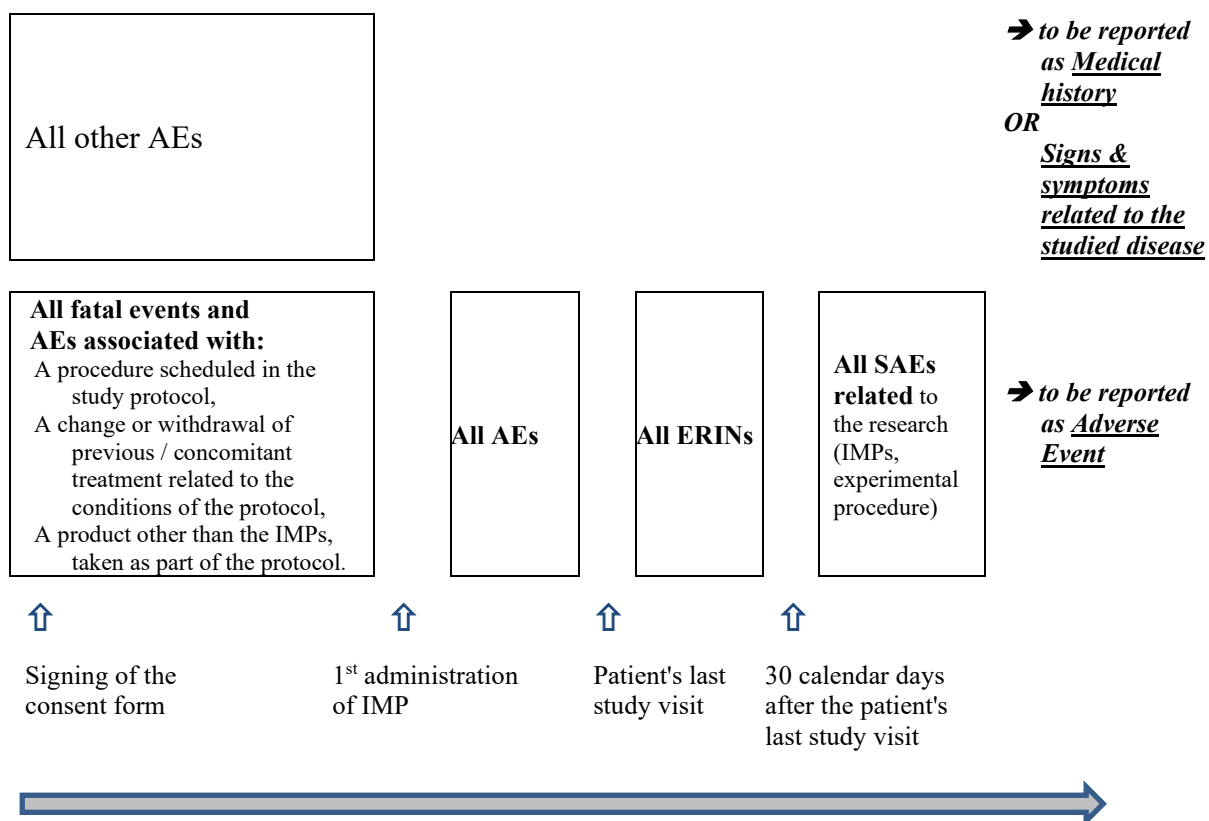 All other AEs
➔ to be reported
as Medical
history
OR
Signs &
symptoms
related to the
studied disease
All fatal events and
AEs associated with:
A procedure scheduled in the
study protocol,
A change or withdrawal of
previous / concomitant
treatment related to the
conditions of the protocol,
A product other than the IMPs,
taken as part of the protocol.
All AEs
All ERINs
All SAEs
related to
the research
(IMPs,
experimental
procedure)
➔ to be reported
as Adverse
Event
Signing of the
consent form
1st administration
of IMP
Patient's last
study visit
30 calendar days
after the patient's
last study visit